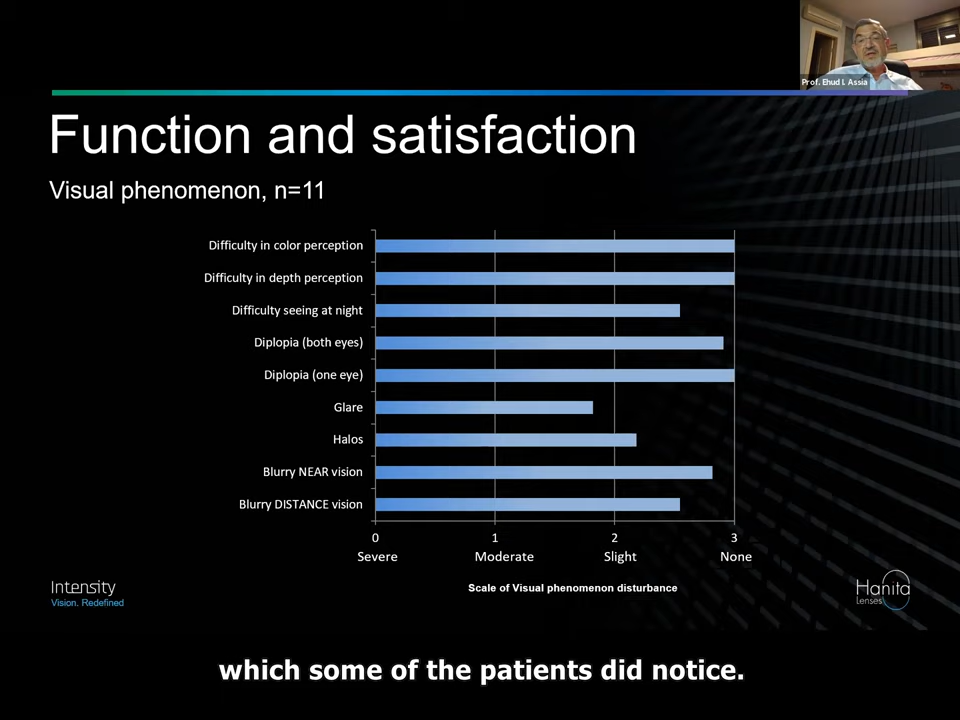 Prof. Ehud I. Assia
Function and satisfaction
Visual phenomenon, n=11
Difficulty in color perception
Difficulty in depth perception
Difficulty seeing at night
Diplopia (both eyes)
Diplopia (one eye)
Glare
Halos
Blurry NEAR vision
Blurry DISTANCE vision
0 1 2 3
Severe Moderate Slight None
Scale of Visual phenomenon disturbance
Intensity
Vision. Redefined
Hanita
Lenses
which some of the patients did notice.